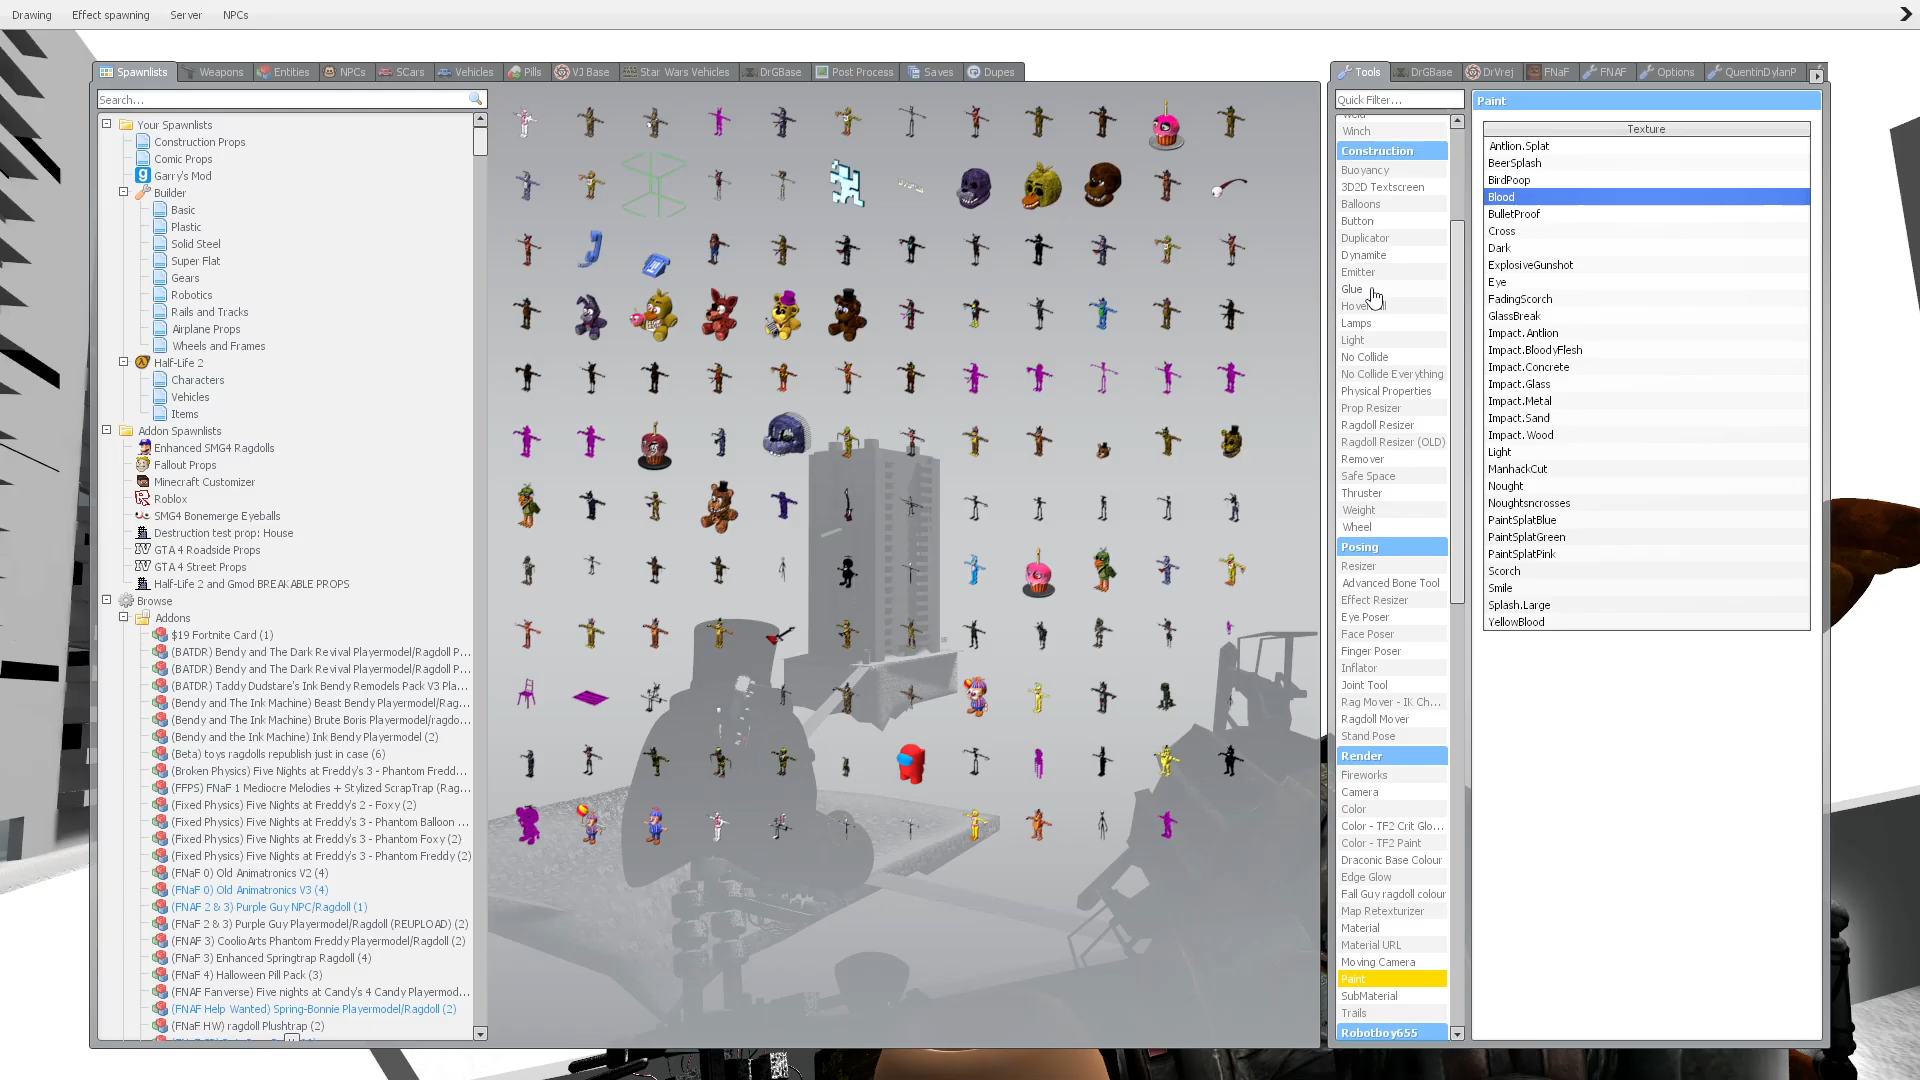 Drawing Effect spawning Server NPCs
Spawnlists Weapons Entities NPCs SCars Vehicles Pills VJ Base Star Wars Vehicles DrGBase Post Process Saves Dupes
Search...
Your Spawnlists
Construction Props
Comic Props
Garry's Mod
Builder
Basic
Plastic
Solid Steel
Super Flat
Gears
Robotics
Rails and Tracks
Airplane Props
Wheels and Frames
Half-Life 2
Characters
Vehicles
Items
Addon Spawnlists
Enhanced SMG4 Ragdolls
Fallout Props
Minecraft Customizer
Roblox
SMG4 Bonemerge Eyeballs
Destruction test prop: House
GTA 4 Roadside Props
GTA 4 Street Props
Half-Life 2 and Gmod BREAKABLE PROPS
Browse
Addons
$19 Fortnite Card (1)
(BATDR) Bendy and The Dark Revival Playermodel/Ragdoll P...
(BATDR) Bendy and The Dark Revival Playermodel/Ragdoll P...
(BATDR) Taddy Dudstare's Ink Bendy Remodels Pack V3 Pla...
(Bendy and The Ink Machine) Beast Bendy Playermodel/Rag...
(Bendy and The Ink Machine) Brute Boris Playermodel/ragdo...
(Bendy and the Ink Machine) Ink Bendy Playermodel (2)
(Beta) toys ragdolls republish just in case (6)
(Broken Physics) Five Nights at Freddy's 3 - Phantom Fredd...
(FFPS) FNaF 1 Mediocre Melodies + Stylized ScrapTrap (Rag...
(Fixed Physics) Five Nights at Freddy's 2 - Foxy (2)
(Fixed Physics) Five Nights at Freddy's 3 - Phantom Balloon ...
(Fixed Physics) Five Nights at Freddy's 3 - Phantom Foxy (2)
(Fixed Physics) Five Nights at Freddy's 3 - Phantom Freddy (2)
(FNaF 0) Old Animatronics V2 (4)
(FNaF 0) Old Animatronics V3 (4)
(FNAF 2 & 3) Purple Guy NPC/Ragdoll (1)
(FNaF 2 & 3) Purple Guy Playermodel/Ragdoll (REUPLOAD) (2)
(FNAF 3) CoolioArts Phantom Freddy Playermodel/Ragdoll (2)
(FNAF 3) Enhanced Springtrap Ragdoll (4)
(FNaF 4) Halloween Pill Pack (3)
(FNAF Fanverse) Five nights at Candy's 4 Candy Playermod...
(FNAF Help Wanted) Spring-Bonnie Playermodel/Ragdoll (2)
(FNaF HW) ragdoll Plushtrap (2)
Tools DrGBase DrVrej FNaF FNAF Options QuentinDylanP
Quick Filter...
Weld
Winch
Construction
Buoyancy
3D2D Textscreen
Balloons
Button
Duplicator
Dynamite
Emitter
Glue
Lamps
Light
No Collide
No Collide Everything
Physical Properties
Prop Resizer
Ragdoll Resizer
Ragdoll Resizer (OLD)
Remover
Safe Space
Thruster
Weight
Wheel
Posing
Resizer
Advanced Bone Tool
Effect Resizer
Eye Poser
Face Poser
Finger Poser
Inflator
Joint Tool
Rag Mover - IK Ch...
Ragdoll Mover
Stand Pose
Render
Fireworks
Camera
Color
Color - TF2 Crit Glo...
Color - TF2 Paint
Draconic Base Colour
Edge Glow
Fall Guy ragdoll colour
Map Retexturizer
Material
Material URL
Moving Camera
Paint
SubMaterial
Trails
Robotboy655
Paint
Texture
Antlion.Splat
BeerSplash
BirdPoop
Blood
BulletProof
Cross
Dark
ExplosiveGunshot
Eye
FadingScorch
GlassBreak
Impact.Antlion
Impact.BloodyFlesh
Impact.Concrete
Impact.Glass
Impact.Metal
Impact.Sand
Impact.Wood
Light
ManhackCut
Nought
Noughtsncrosses
PaintSplatBlue
PaintSplatGreen
PaintSplatPink
Scorch
Smile
Splash.Large
YellowBlood